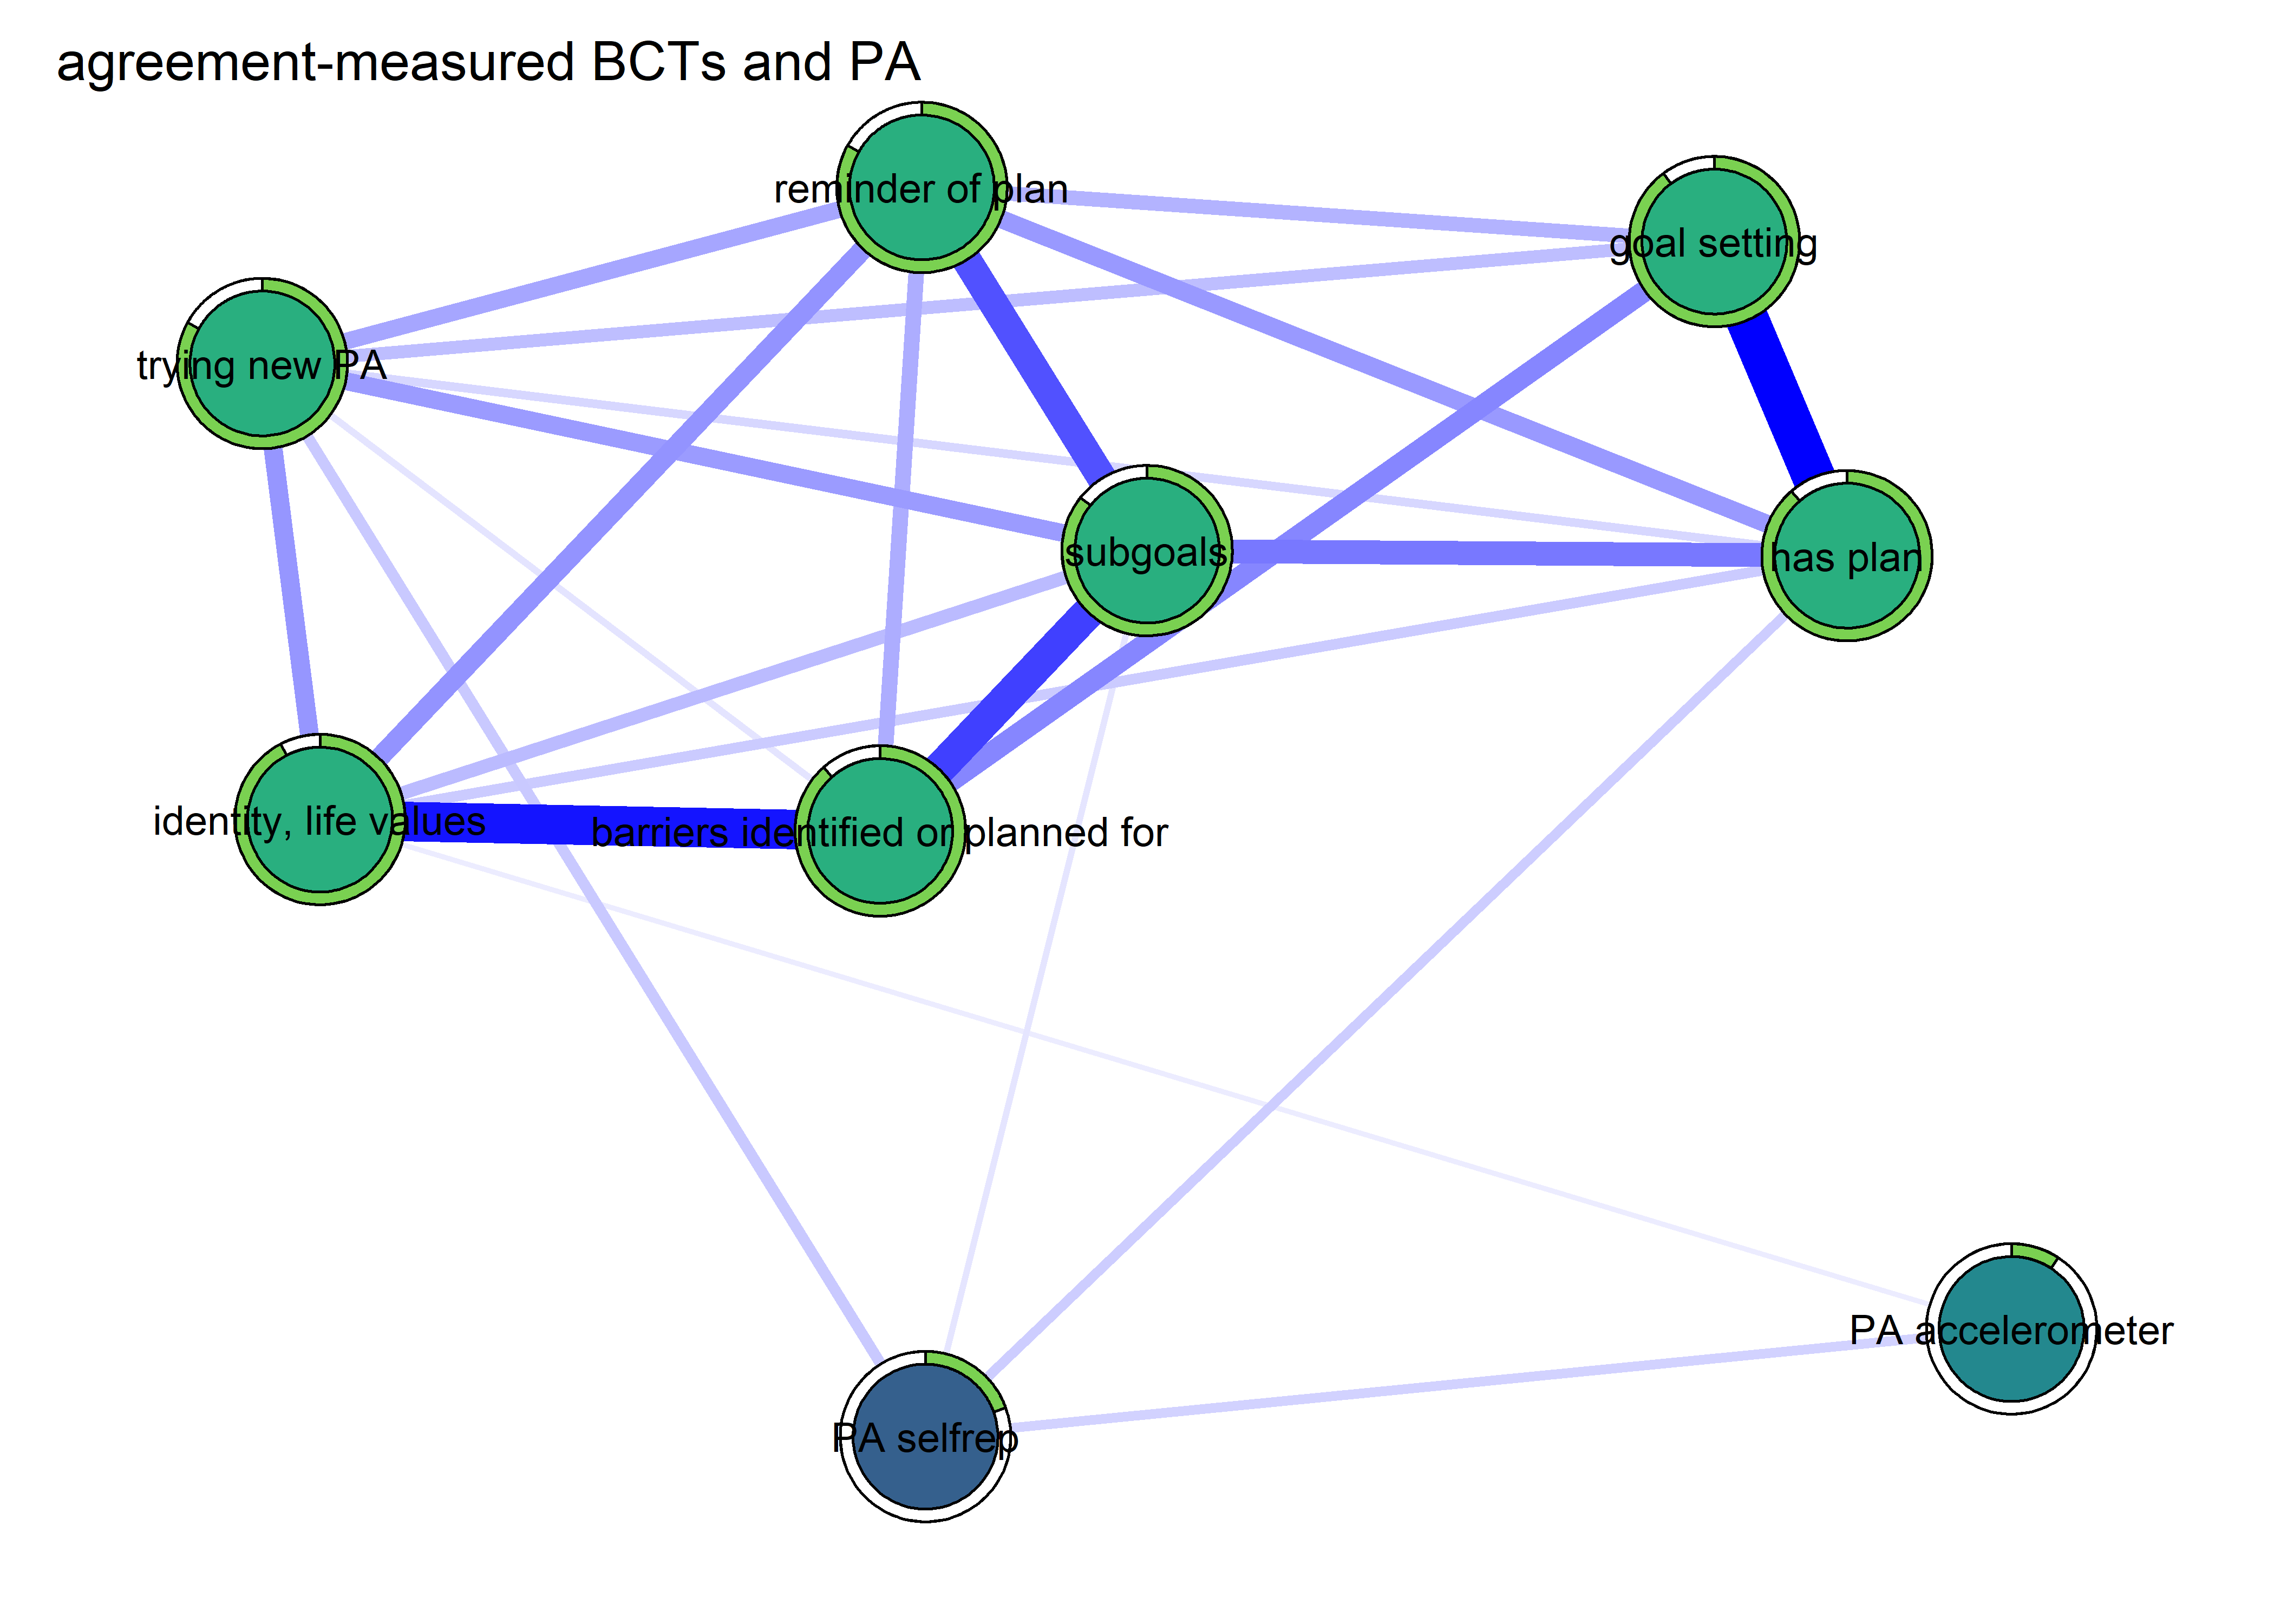 agreement-measured BCTs and PA
reminder of plan
goal setting
trying new PA
subgoals
has plan
identity, life values
barriers identified or planned for
PA accelerometer
PA selfrep